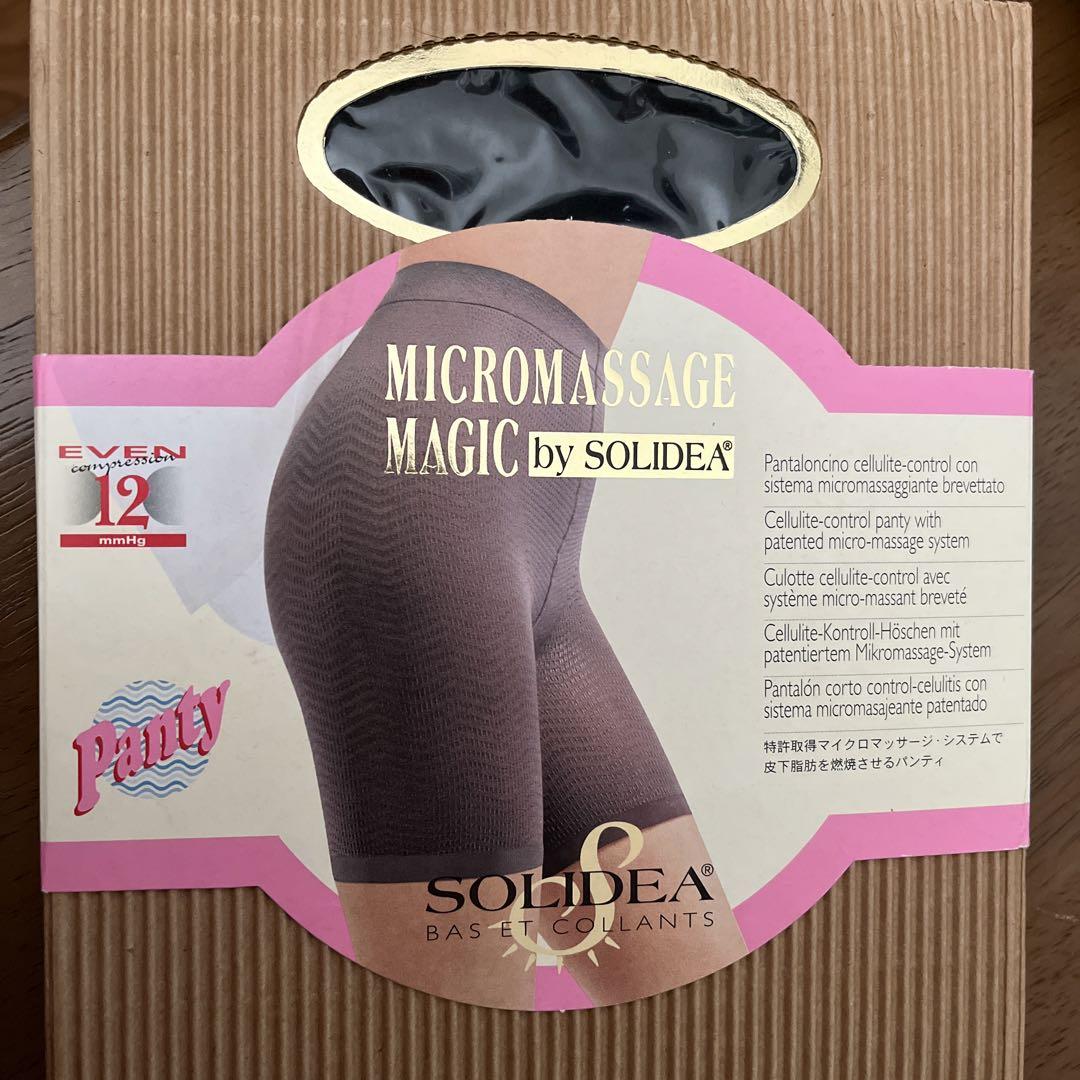 MICROMASSAGE
MAGIC by SOLIDEA®
EVEN
compression
12
mmHg
Pantaloncino cellulite-control con
sistema micromassaggiante brevettato
Cellulite-control panty with
patented micro-massage system
Culotte cellulite-control avec
système micro-massant breveté
Cellulite-Kontroll-Höschen mit
patentiertem Mikromassage-System
Pantalón corto control-celulitis con
sistema micromasajeante patentado
特許取得マイクロマッサージ・システムで
皮下脂肪を燃焼させるパンティ
Panty
S
SOLIDEA®
BAS ET COLLANTS